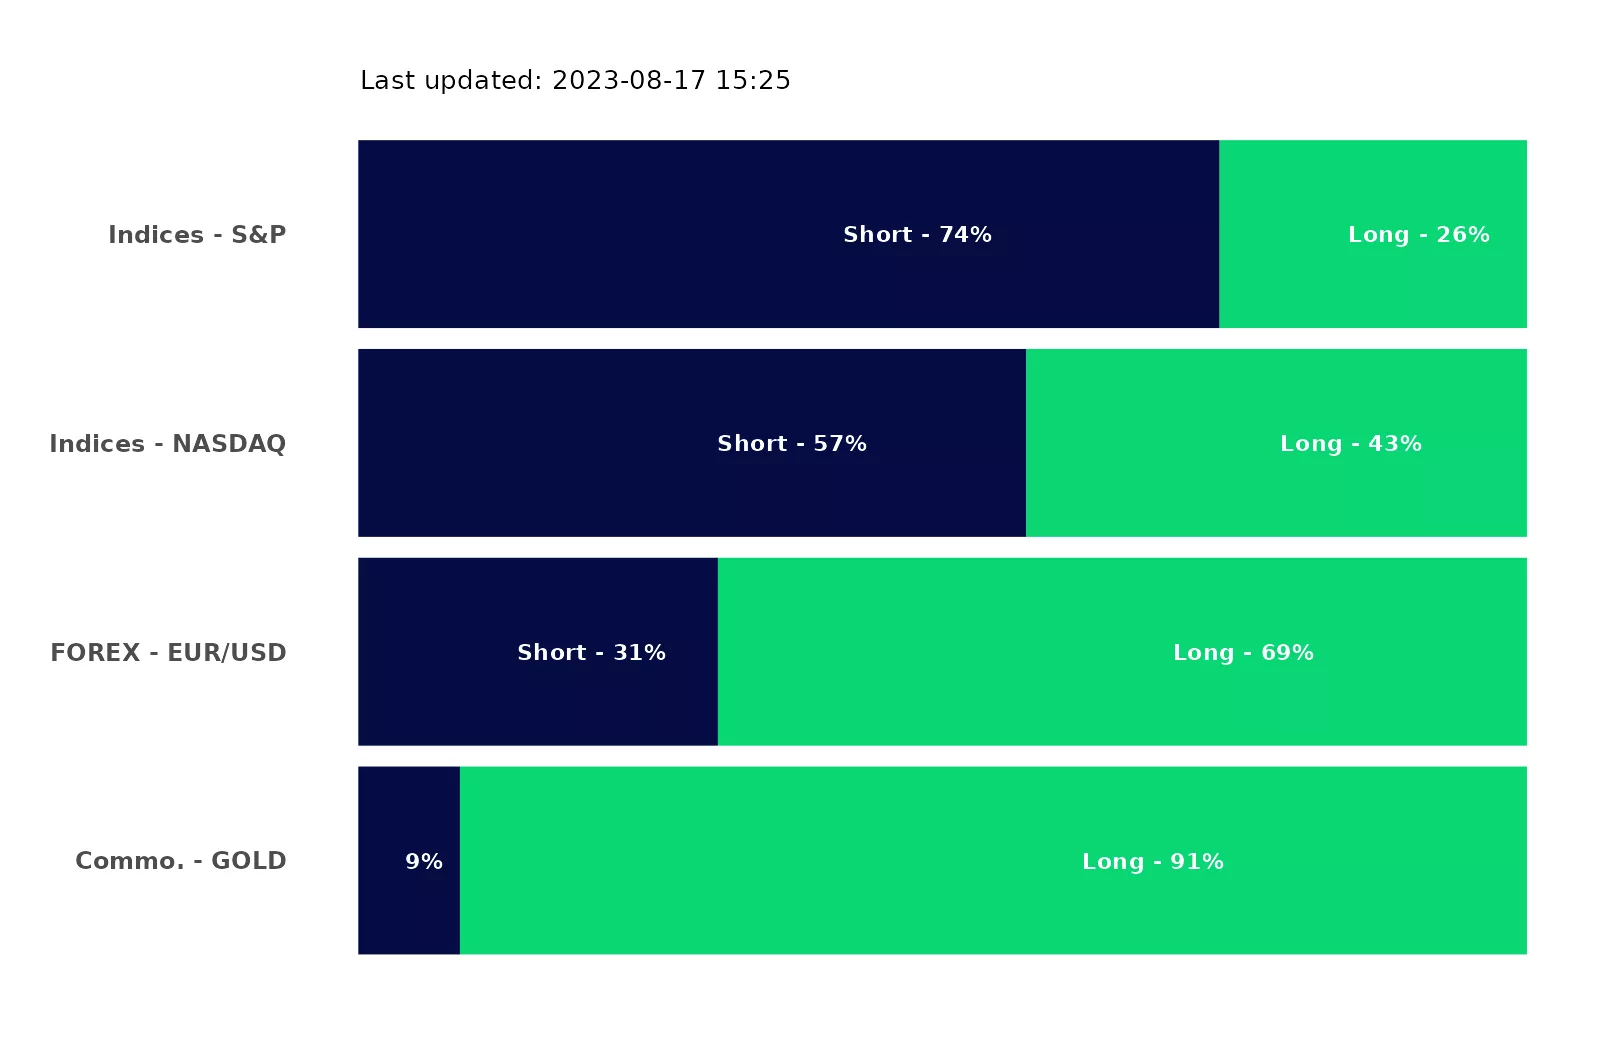 Last updated: 2023-08-17 15:25
Indices - S&P
Short - 74%
Long - 26%
Indices - NASDAQ
Short - 57%
Long - 43%
FOREX - EUR/USD
Short - 31%
Long - 69%
Commo. - GOLD
9%
Long - 91%